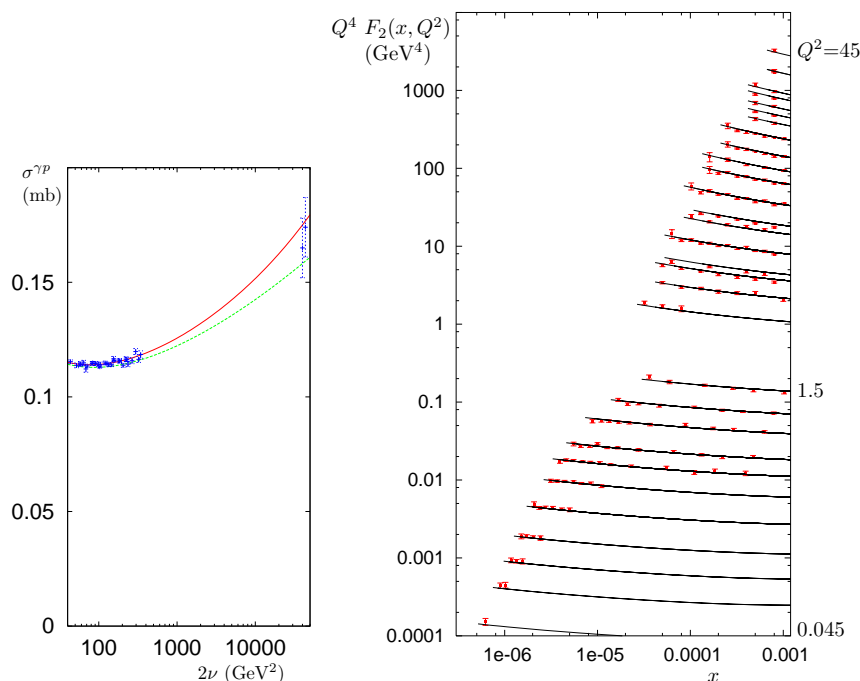 σ^{γp}
(mb)
0.15
0.1
0.05
0
100
1000
10000
2ν (GeV²)
Q⁴ F₂(x, Q²)
(GeV⁴)
1000
100
10
1
0.1
0.01
0.001
0.0001
1e-06
1e-05
0.0001
0.001
x
Q²=45
1.5
0.045